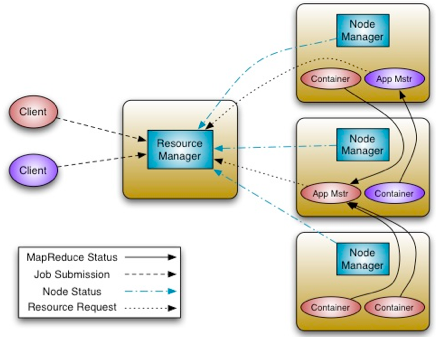 Node
Manager
Container
App Mstr
Client
Resource
Manager
Client
Node
Manager
App Mstr
Container
Node
Manager
Container
Container
MapReduce Status
Job Submission
Node Status
Resource Request